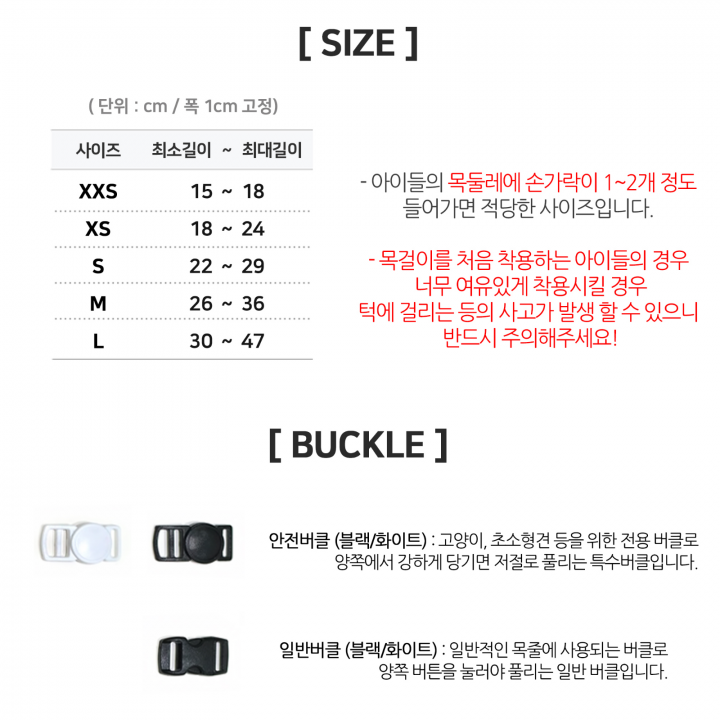 [ SIZE ]
( 단위 : cm / 폭 1cm 고정)
사이즈 최소길이 ~ 최대길이
XXS 15 ~ 18
XS 18 ~ 24
S 22 ~ 29
M 26 ~ 36
L 30 ~ 47
- 아이들의 목둘레에 손가락이 1~2개 정도
들어가면 적당한 사이즈입니다.
- 목걸이를 처음 착용하는 아이들의 경우
너무 여유있게 착용시킬 경우
턱에 걸리는 등의 사고가 발생 할 수 있으니
반드시 주의해주세요!
[ BUCKLE ]
안전버클 (블랙/화이트) : 고양이, 초소형견 등을 위한 전용 버클로
양쪽에서 강하게 당기면 저절로 풀리는 특수버클입니다.
일반버클 (블랙/화이트) : 일반적인 목줄에 사용되는 버클로
양쪽 버튼을 눌러야 풀리는 일반 버클입니다.